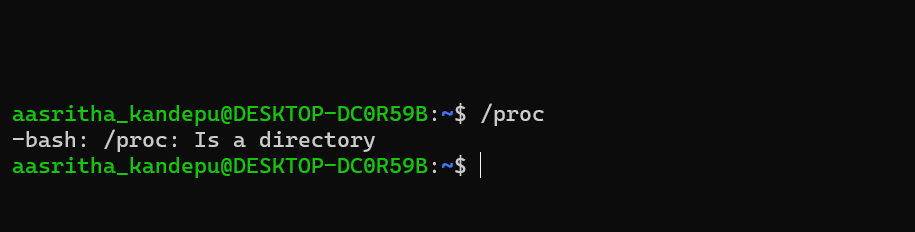 aasritha_kandepu@DESKTOP-DC0R59B:~$ /proc
-bash: /proc: Is a directory
aasritha_kandepu@DESKTOP-DC0R59B:~$